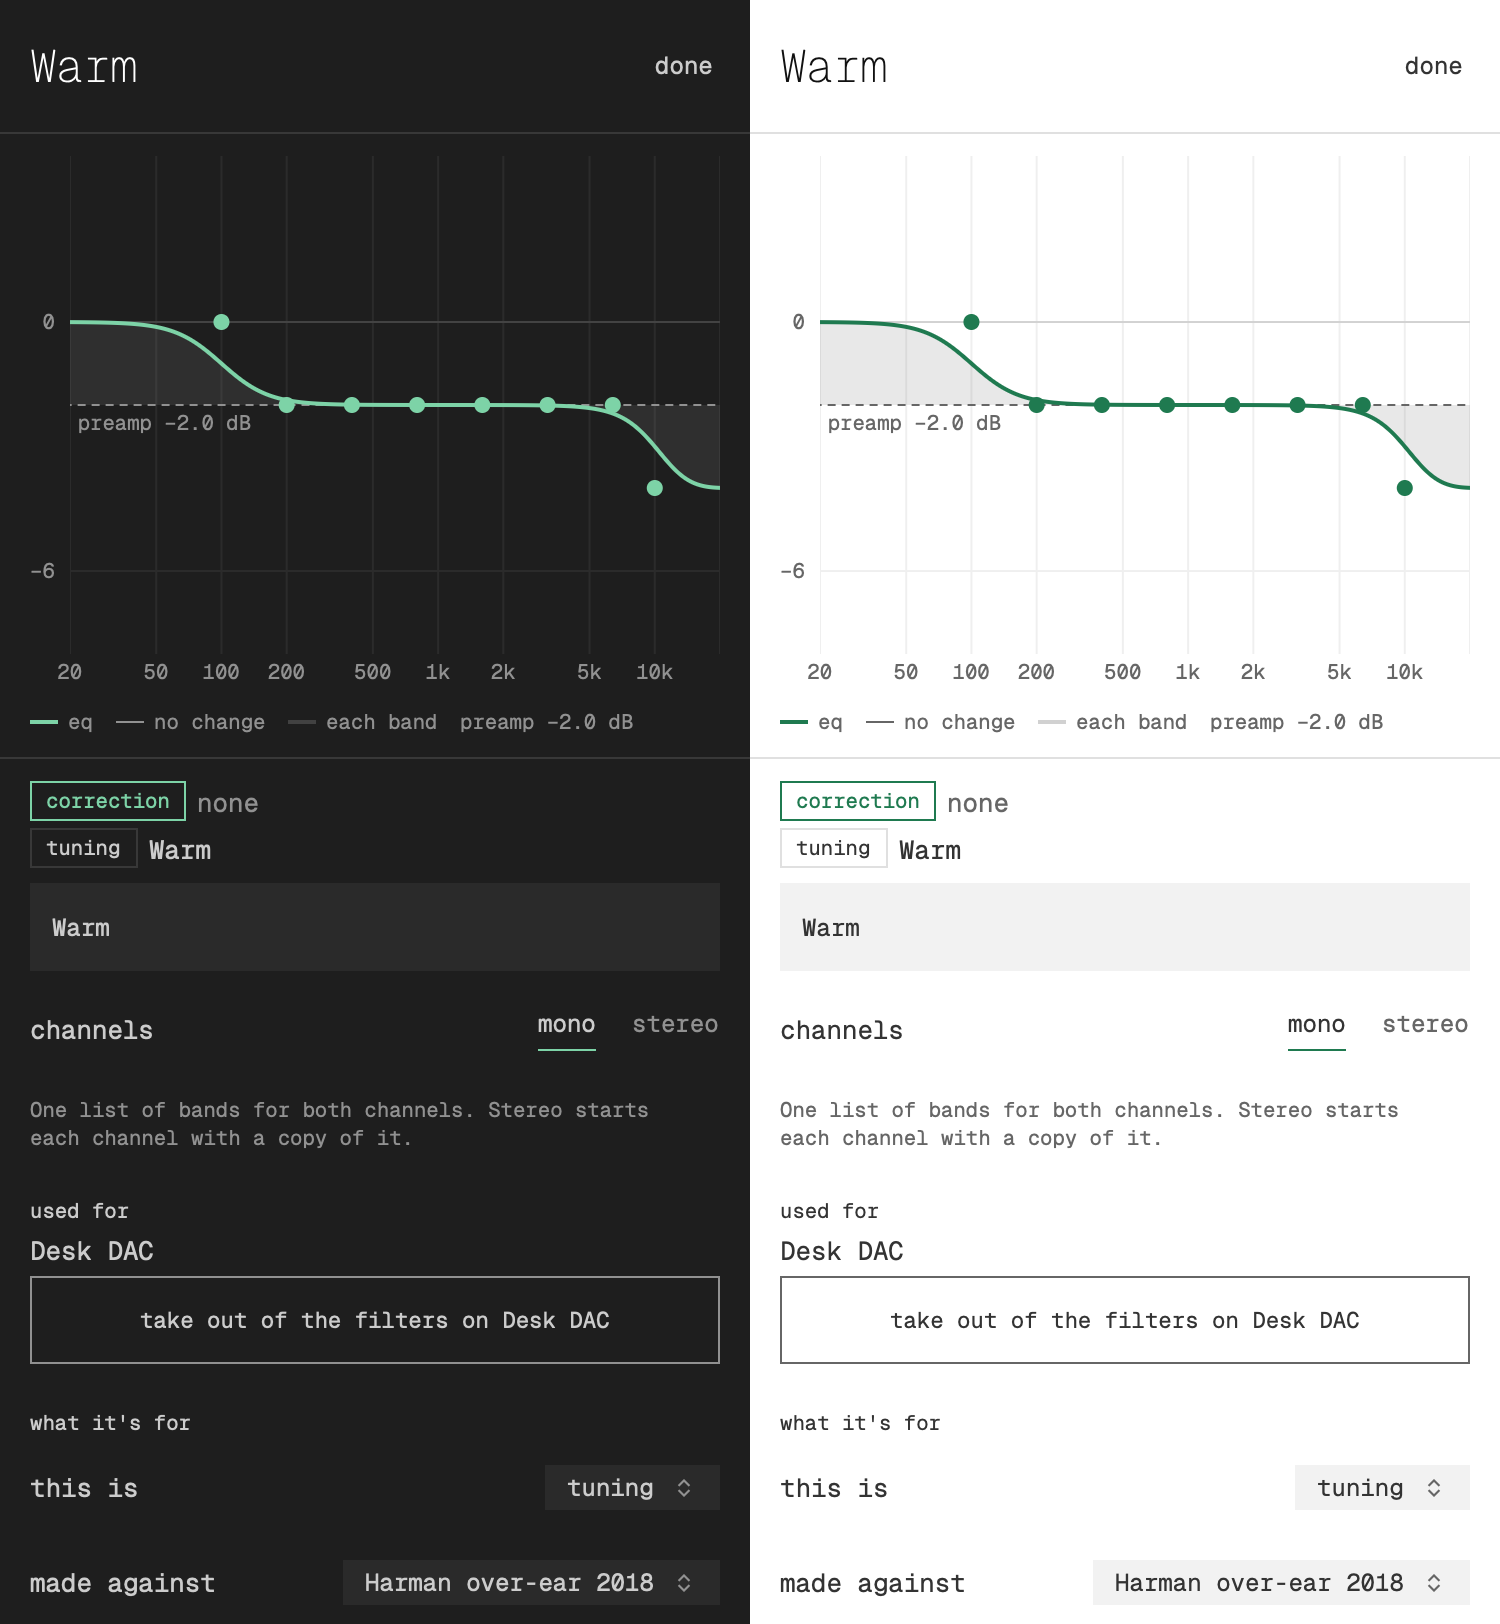 Warm
done
0
preamp -2.0 dB
-6
20 50 100 200 500 1k 2k 5k 10k
eq no change each band preamp -2.0 dB
correction none
tuning Warm
Warm
channels mono stereo
One list of bands for both channels. Stereo starts
each channel with a copy of it.
used for
Desk DAC
take out of the filters on Desk DAC
what it's for
this is tuning
made against Harman over-ear 2018
Warm
done
0
preamp -2.0 dB
-6
20 50 100 200 500 1k 2k 5k 10k
eq no change each band preamp -2.0 dB
correction none
tuning Warm
Warm
channels mono stereo
One list of bands for both channels. Stereo starts
each channel with a copy of it.
used for
Desk DAC
take out of the filters on Desk DAC
what it's for
this is tuning
made against Harman over-ear 2018